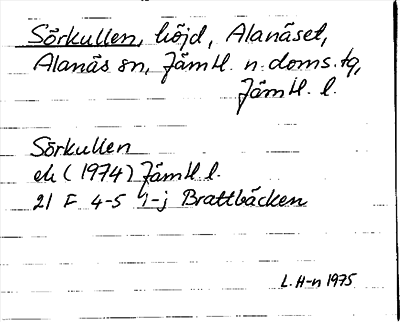 Sörkullen, höjd, Alanäset,
Alanäs sn, Jämtl. n. doms. tg,
Jämtl. l.
Sörkullen
ek (1974) Jämtl l.
21 F 4-5 i-j Brattbäcken
L. H-n 1975